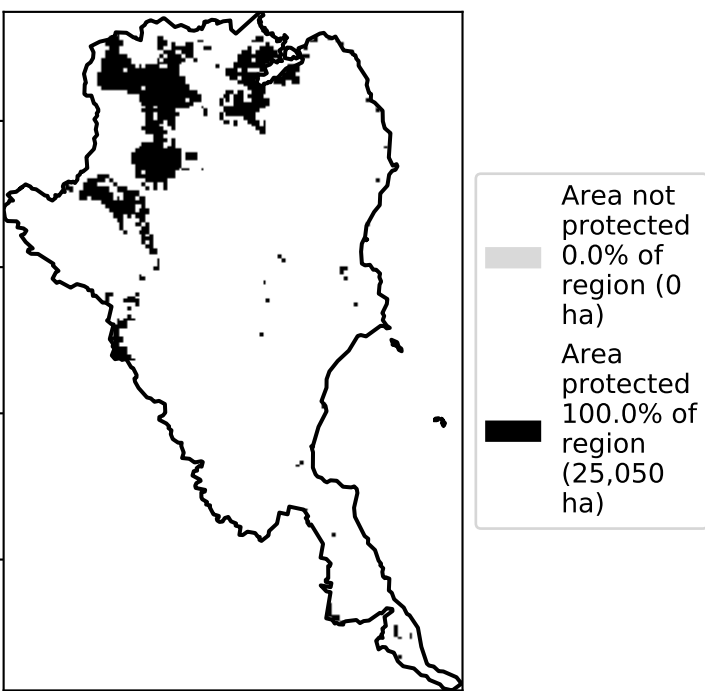 Area not
protected
0.0% of
region (0
ha)
Area
protected
100.0% of
region
(25,050
ha)